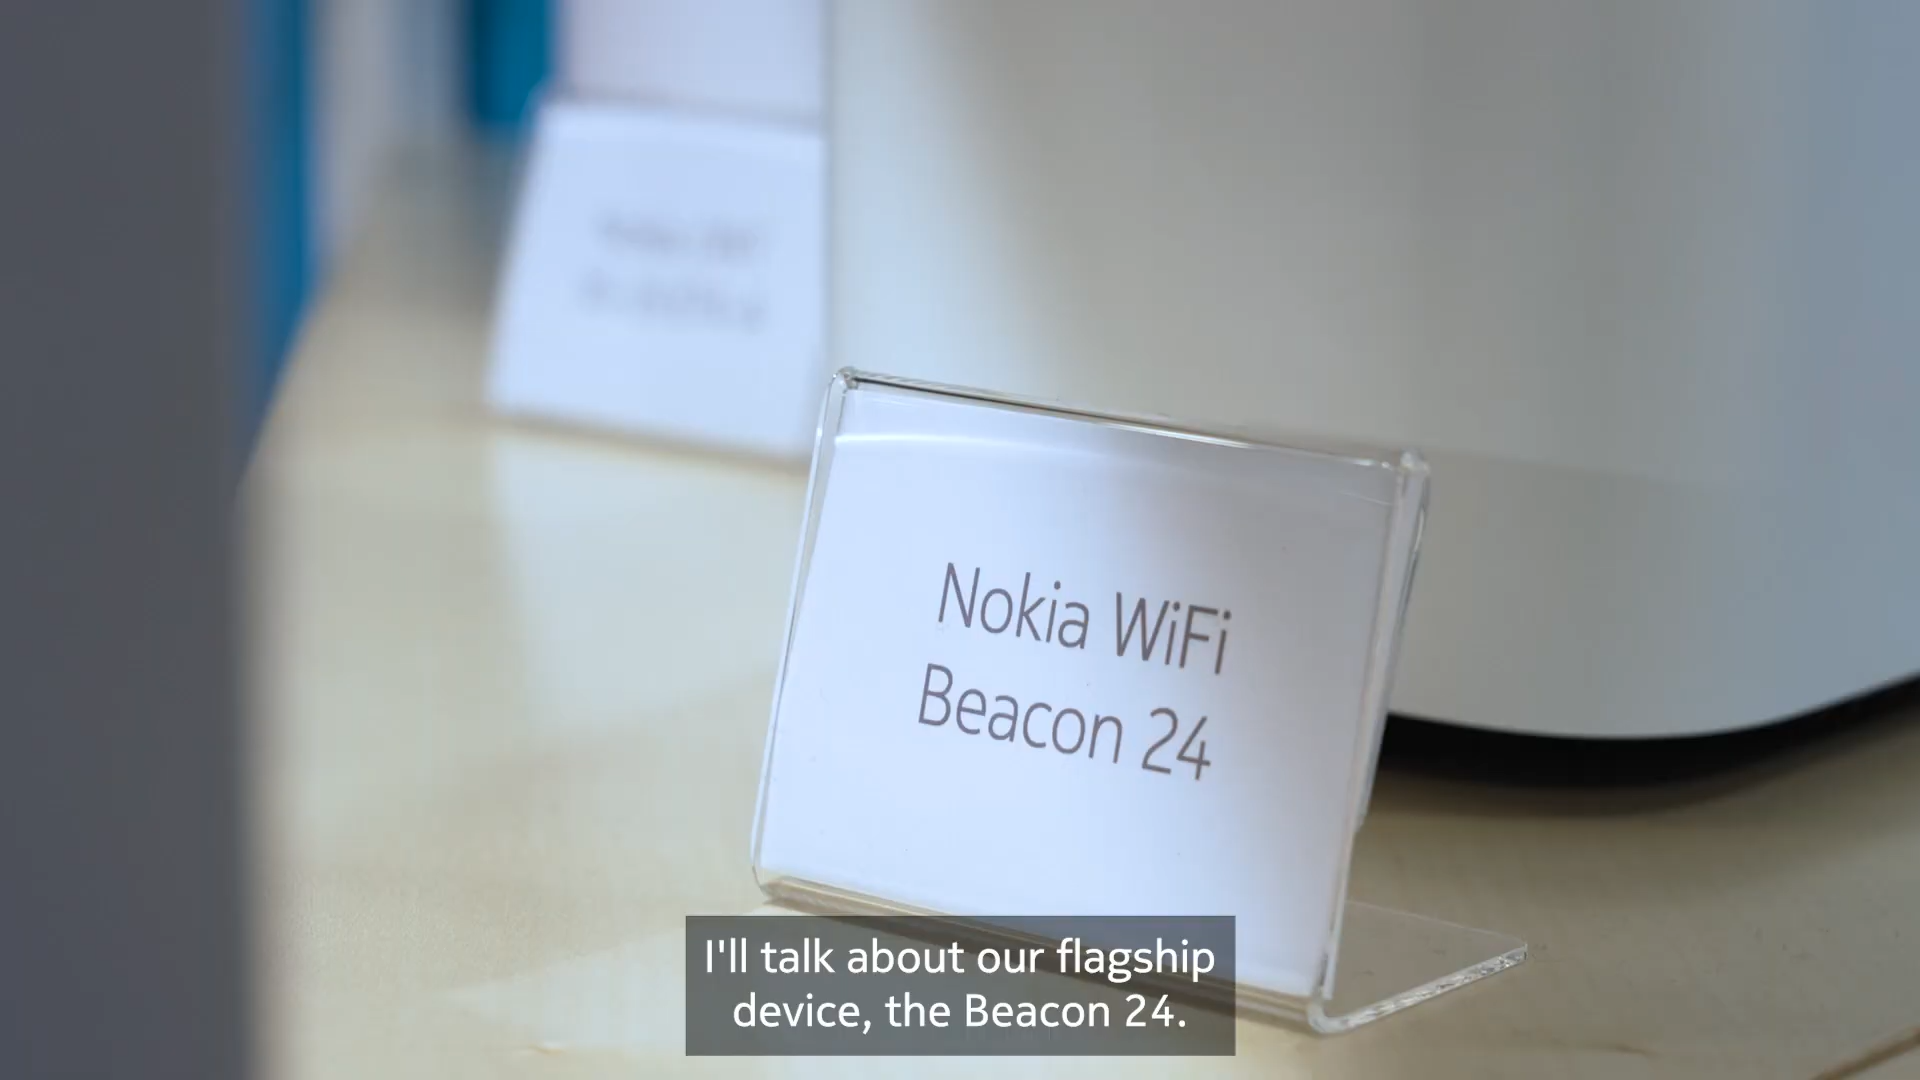 Nokia WiFi
Beacon 24
I'll talk about our flagship
device, the Beacon 24.